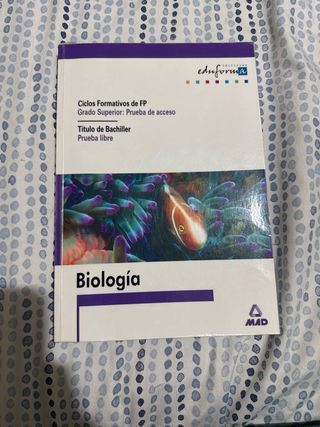 COLECCIÓN
eduforma
Ciclos Formativos de FP
Grado Superior: Prueba de acceso
Título de Bachiller
Prueba libre
Biología
MAD